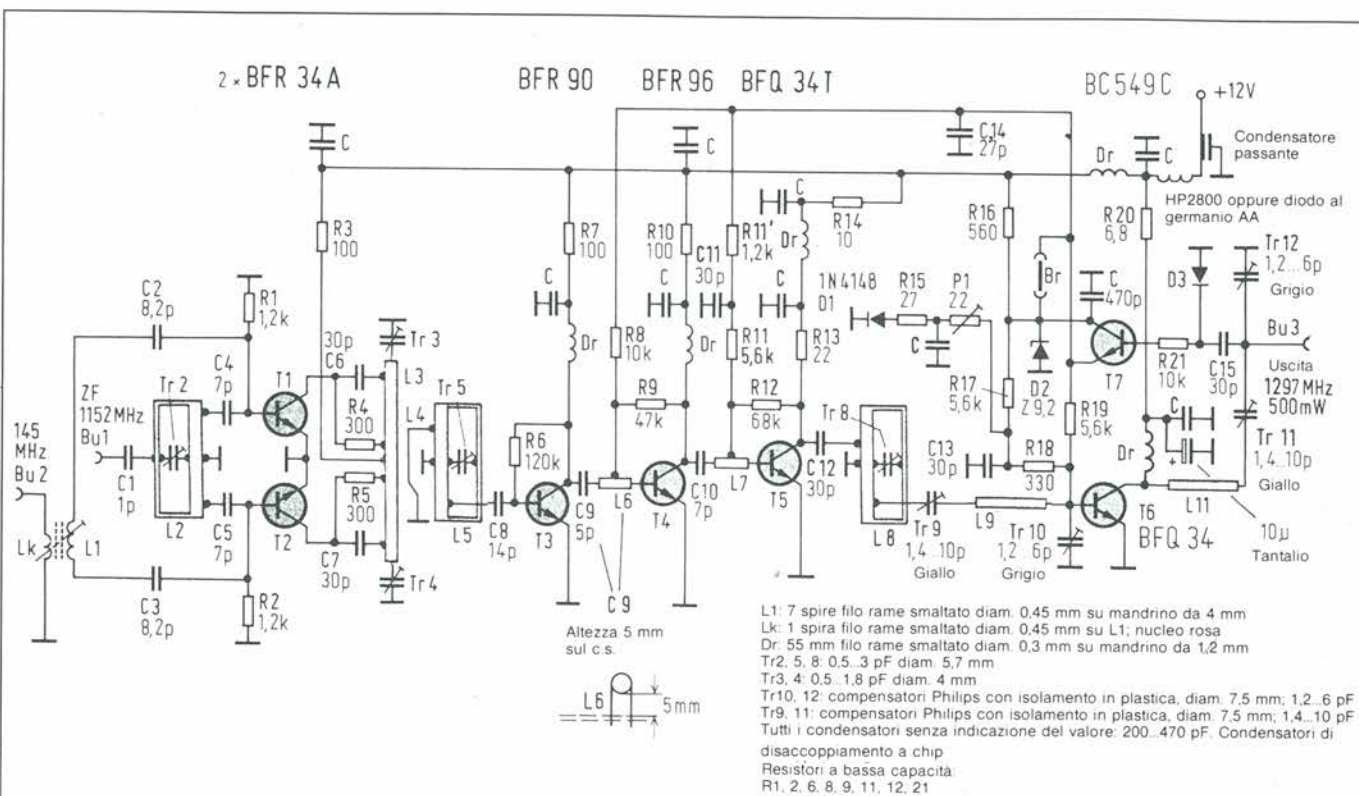 2 × BFR 34A
BFR 90
BFR 96
BFQ 34T
BC549C
+12V
Condensatore
passante
C
C
C14
27p
Dr
C
HP2800 oppure diodo al
germanio AA
R3
100
R7
100
R10
100
C11
30p
R11'
1,2k
C
R14
10
Dr
R16
560
R20
6,8
Tr12
1,2...6p
Grigio
C2
8,2p
R1
1,2k
C
C
C
1N4148
D1
R15
27
P1
22
Br
C
470p
D3
30p
C6
Tr 3
Dr
R8
10k
Dr
R11
5,6k
R13
22
C
Bu3
Uscita
1297MHz
500mW
ZF
1152MHz
Bu1
Tr 2
C4
7p
T1
L3
R4
300
L4
Tr 5
R9
47k
R12
68k
Tr 8
R17
5,6k
D2
Z 9,2
T7
R21
10k
C15
30p
145
MHz
Bu 2
C1
1p
R6
120k
C12
30p
C13
30p
R18
330
R19
5,6k
C
Dr
+
Tr 11
1,4...10p
Giallo
L2
C5
7p
T2
R5
300
L5
C8
14p
T3
C9
5p
L6
T4
C10
7p
L7
T5
L8
Tr9
1,4...10p
Giallo
L9
Tr 10
1,2...6p
Grigio
T6
BFQ 34
L11
10µ
Tantalio
Lk
L1
C3
8,2p
R2
1,2k
C7
30p
Tr 4
C9
Altezza 5 mm
sul c.s.
L6
5mm
L1: 7 spire filo rame smaltato diam. 0,45 mm su mandrino da 4 mm
Lk: 1 spira filo rame smaltato diam. 0,45 mm su L1; nucleo rosa
Dr: 55 mm filo rame smaltato diam. 0,3 mm su mandrino da 1,2 mm
Tr2, 5, 8: 0,5...3 pF diam. 5,7 mm
Tr3, 4: 0,5...1,8 pF diam. 4 mm
Tr10, 12: compensatori Philips con isolamento in plastica, diam. 7,5 mm; 1,2...6 pF
Tr9, 11: compensatori Philips con isolamento in plastica, diam. 7,5 mm; 1,4...10 pF
Tutti i condensatori senza indicazione del valore: 200...470 pF. Condensatori di
disaccoppiamento a chip
Resistori a bassa capacità:
R1, 2, 6, 8, 9, 11, 12, 21